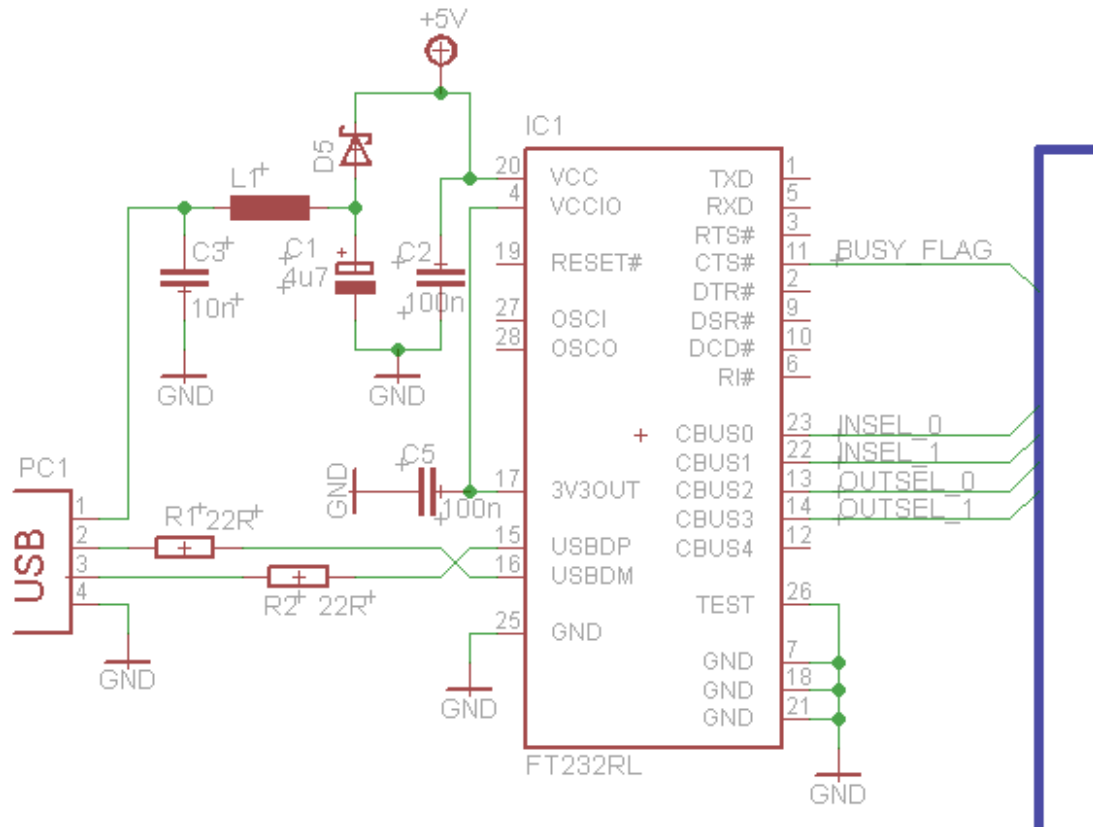 +5V
IC1
D5
L1
C3
10n
C1
4u7
C2
100n
GND
GND
20 VCC
4 VCCIO
19 RESET#
27 OSCI
28 OSCO
17 3V3OUT
15 USBDP
16 USBDM
25 GND
TXD 1
RXD 5
RTS# 3
CTS# 11 BUSY_FLAG
DTR# 2
DSR# 9
DCD# 10
RI# 6
CBUS0 23 INSEL_0
CBUS1 22 INSEL_1
CBUS2 13 OUTSEL_0
CBUS3 14 OUTSEL_1
CBUS4 12
TEST 26
GND 7
GND 18
GND 21
GND
FT232RL
GND
C5
100n
PC1
USB
1
2
3
4
R1 22R
R2 22R
GND
GND